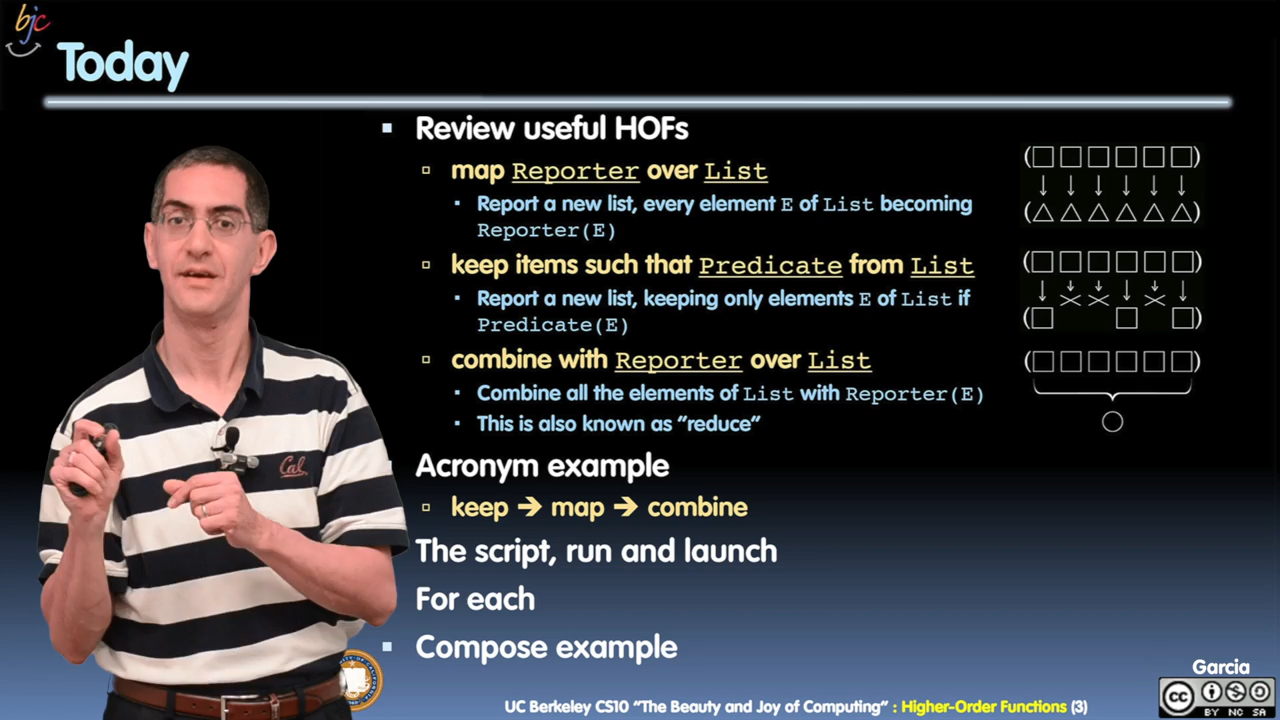 bjc
Today
Review useful HOFs
map Reporter over List
Report a new list, every element E of List becoming
Reporter(E)
keep items such that Predicate from List
Report a new list, keeping only elements E of List if
Predicate(E)
combine with Reporter over List
Combine all the elements of List with Reporter(E)
This is also known as "reduce"
Acronym example
keep ➔ map ➔ combine
The script, run and launch
For each
Compose example
Cal
Garcia
UC Berkeley CS10 "The Beauty and Joy of Computing" : Higher-Order Functions (3)
cc
BY NC SA